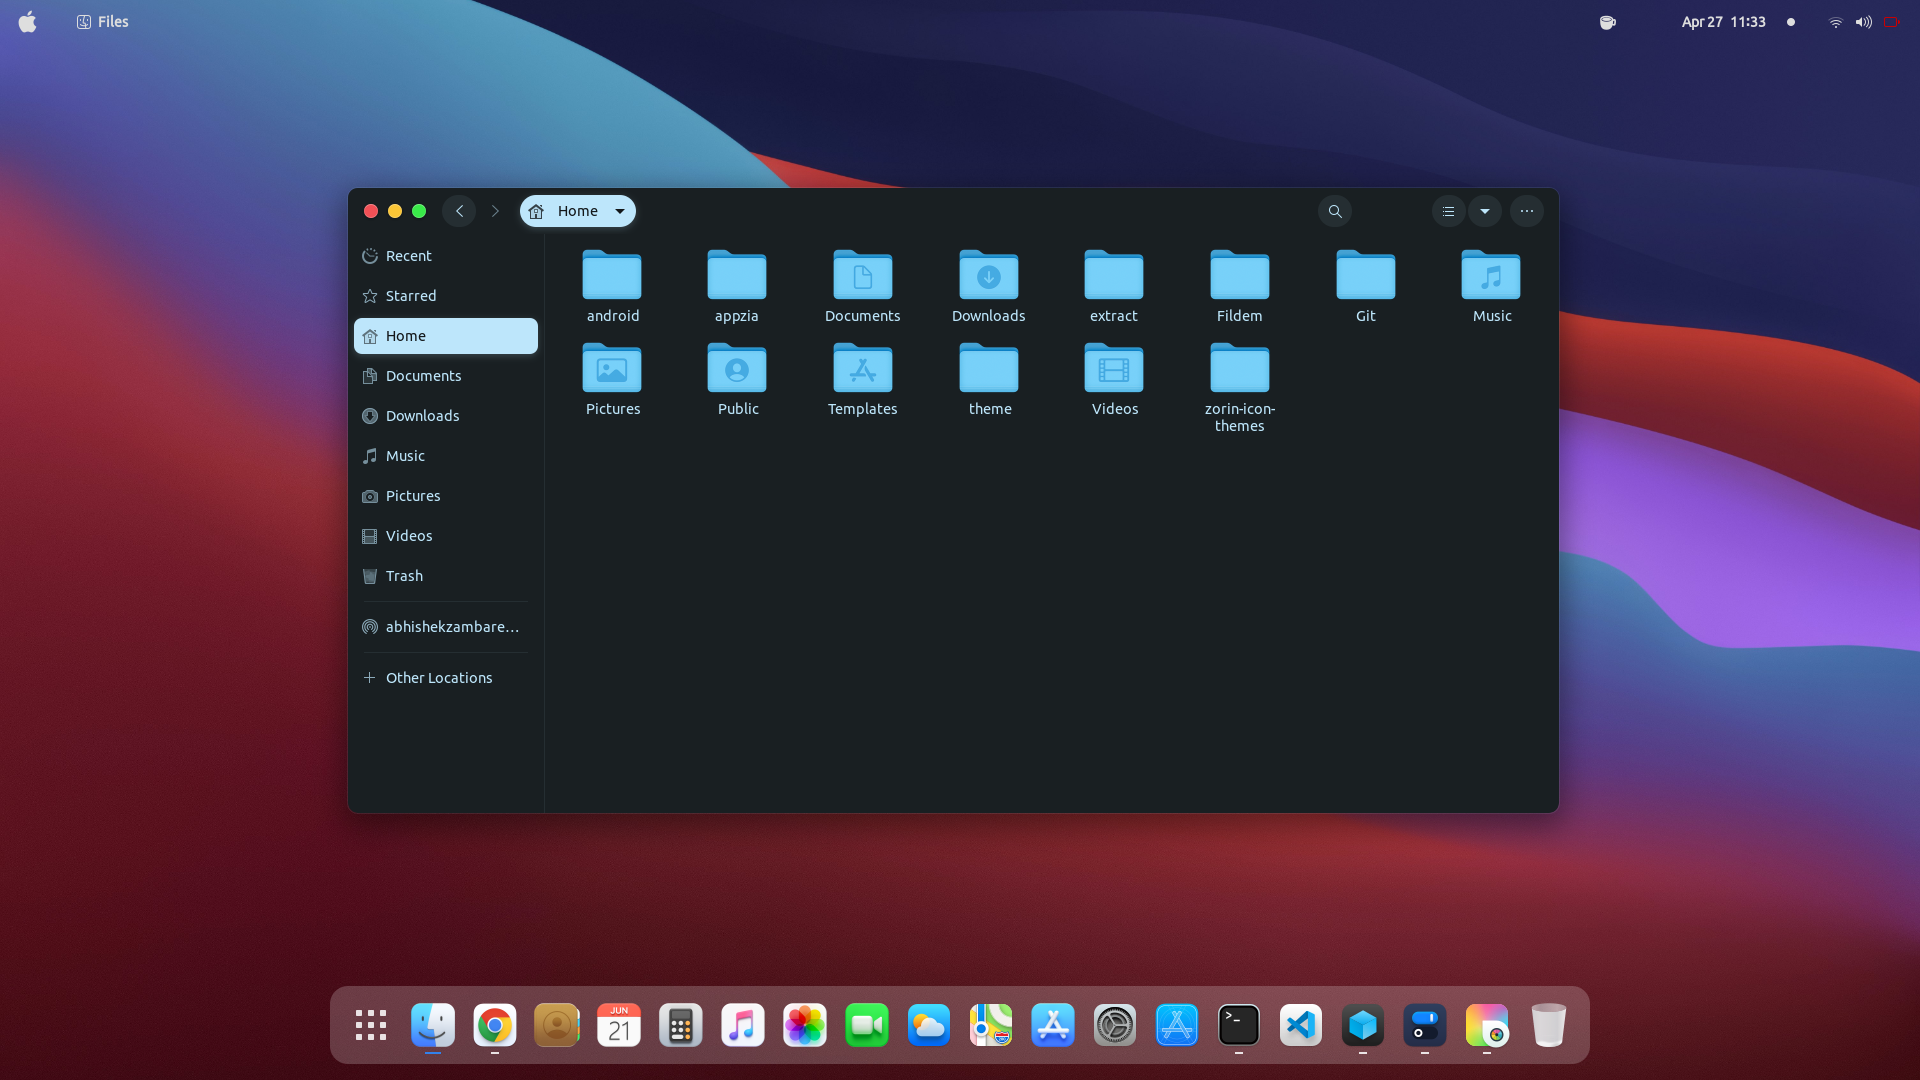 Files
Apr 27 11:33
Home
Recent
Starred
Home
Documents
Downloads
Music
Pictures
Videos
Trash
abhishekzambare...
Other Locations
android
appzia
Documents
Downloads
extract
Fildem
Git
Music
Pictures
Public
Templates
theme
Videos
zorin-icon-
themes
JUN
21
>_